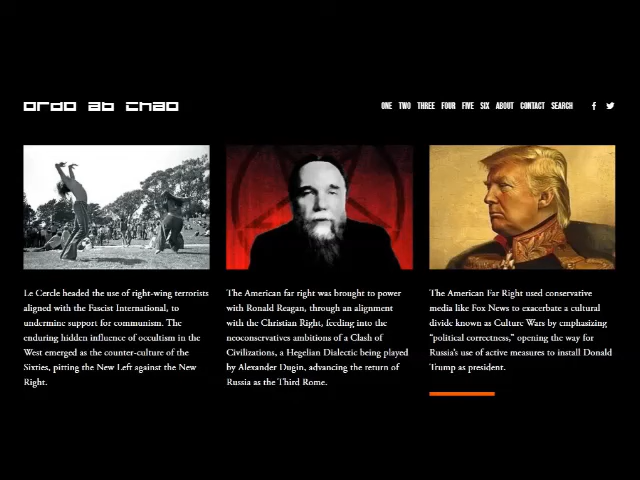 ordo ab chao
ONE TWO THREE FOUR FIVE SIX ABOUT CONTACT SEARCH
Le Cercle headed the use of right-wing terrorists
aligned with the Fascist International, to
undermine support for communism. The
enduring hidden influence of occultism in the
West emerged as the counter-culture of the
Sixties, pitting the New Left against the New
Right.
The American far right was brought to power
with Ronald Reagan, through an alignment
with the Christian Right, feeding into the
neoconservatives ambitions of a Clash of
Civilizations, a Hegelian Dialectic being played
by Alexander Dugin, advancing the return of
Russia as the Third Rome.
The American Far Right used conservative
media like Fox News to exacerbate a cultural
divide known as Culture Wars by emphasizing
“political correctness,” opening the way for
Russia’s use of active measures to install Donald
Trump as president.